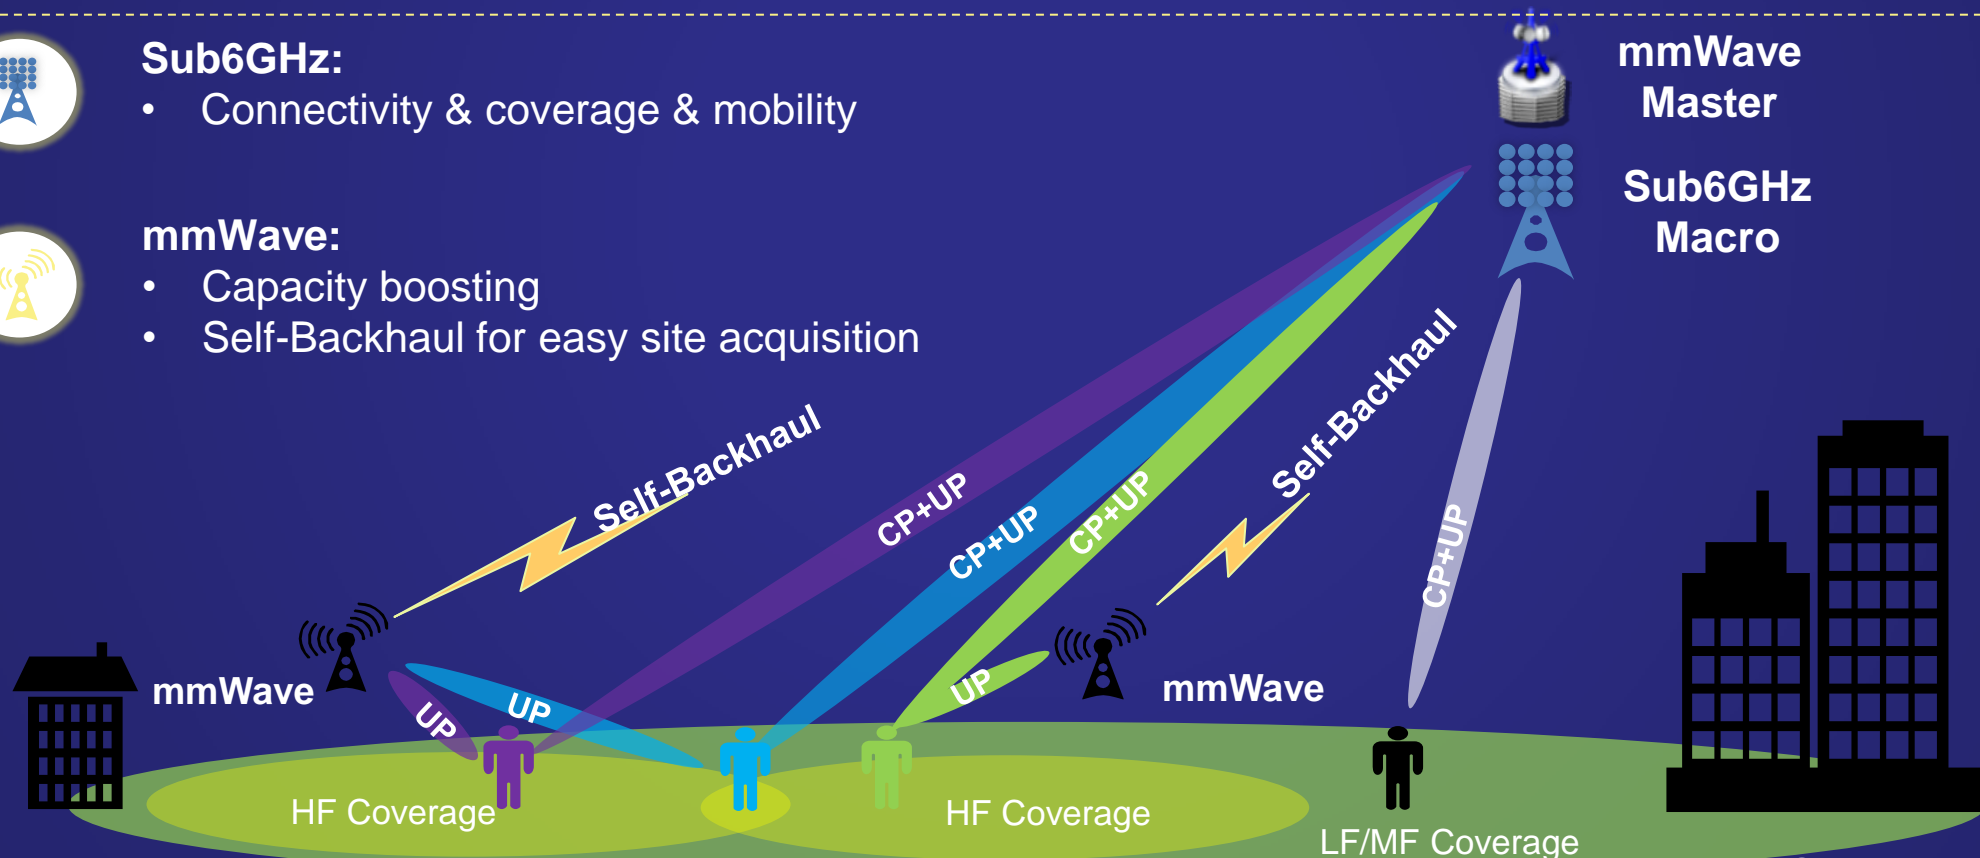 Sub6GHz:
• Connectivity & coverage & mobility
mmWave:
• Capacity boosting
• Self-Backhaul for easy site acquisition
mmWave
Master
Sub6GHz
Macro
Self-Backhaul
Self-Backhaul
CP+UP
CP+UP
CP+UP
CP+UP
mmWave
UP
UP
UP
mmWave
HF Coverage
HF Coverage
LF/MF Coverage